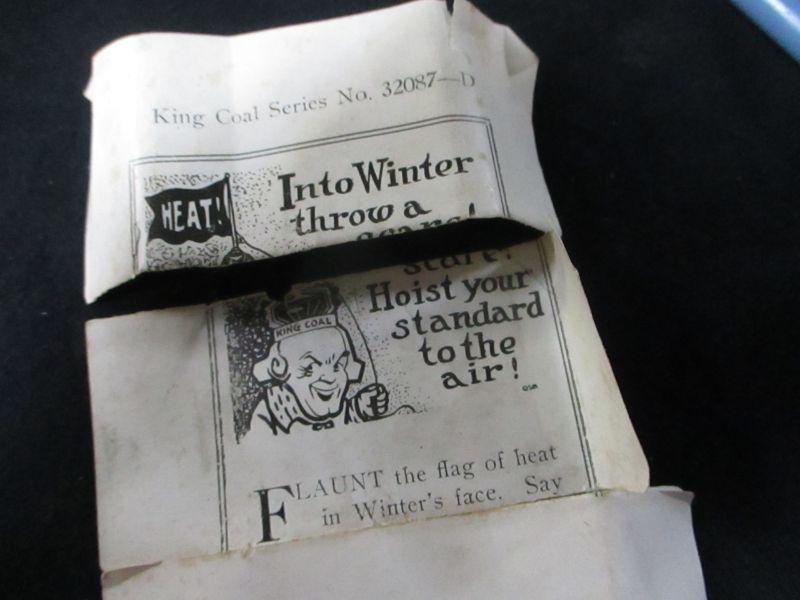 King Coal Series No. 32087—D
HEAT!
Into Winter
throw a
scare!
Hoist your
standard
to the
air!
KING COAL
FLAUNT the flag of heat
in Winter's face. Say